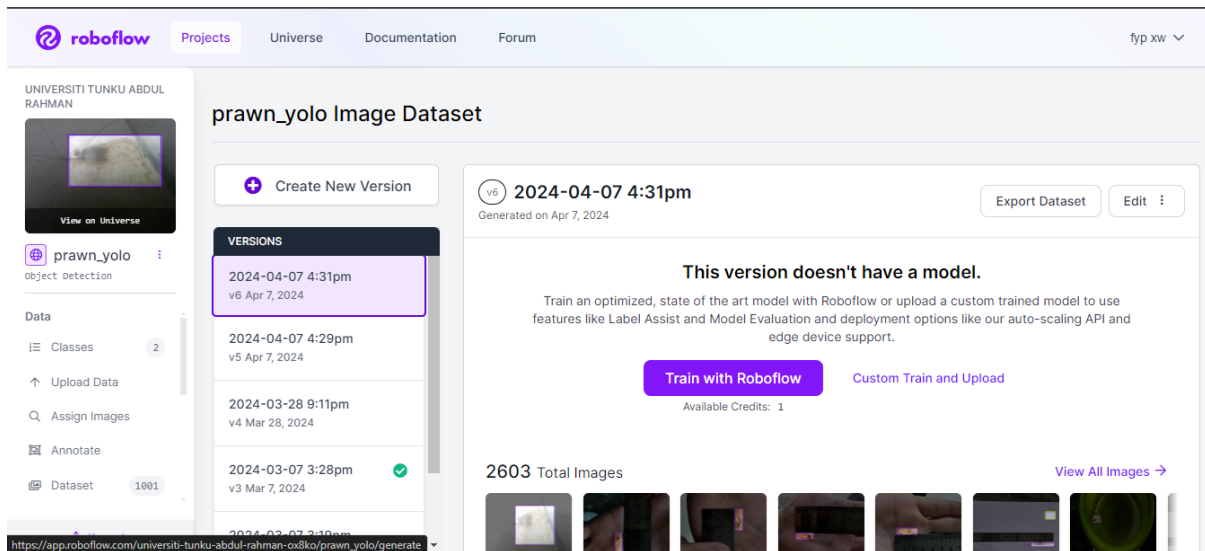 roboflow
Projects
Universe
Documentation
Forum
fyp xw
UNIVERSITI TUNKU ABDUL
RAHMAN
View on Universe
prawn_yolo
Object Detection
Data
Classes
2
Upload Data
Assign Images
Annotate
Dataset
1001
https://app.roboflow.com/universiti-tunku-abdul-rahman-ox8ko/prawn_yolo/generate
prawn_yolo Image Dataset
Create New Version
VERSIONS
2024-04-07 4:31pm
v6 Apr 7, 2024
2024-04-07 4:29pm
v5 Apr 7, 2024
2024-03-28 9:11pm
v4 Mar 28, 2024
2024-03-07 3:28pm
v3 Mar 7, 2024
2024-03-07 3:19pm
v6
2024-04-07 4:31pm
Generated on Apr 7, 2024
Export Dataset
Edit
This version doesn't have a model.
Train an optimized, state of the art model with Roboflow or upload a custom trained model to use
features like Label Assist and Model Evaluation and deployment options like our auto-scaling API and
edge device support.
Train with Roboflow
Custom Train and Upload
Available Credits: 1
2603 Total Images
View All Images →